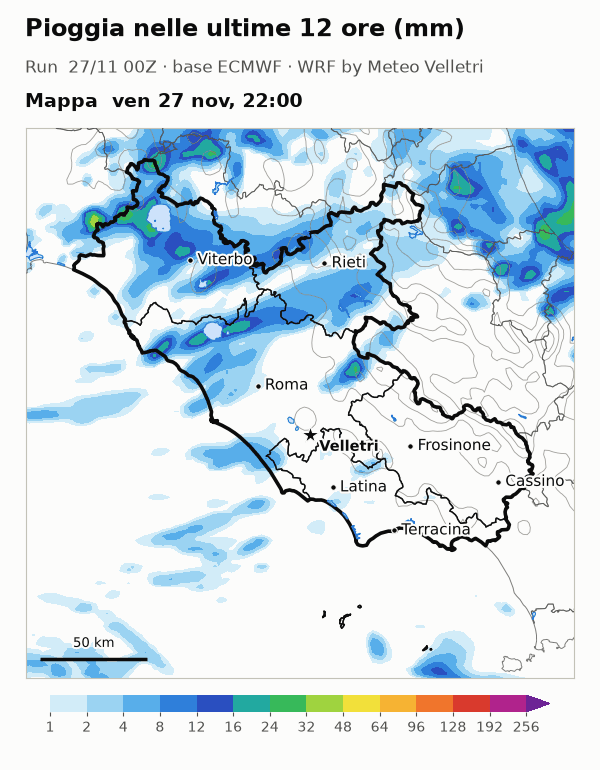 Pioggia nelle ultime 12 ore (mm)
Run  27/11 00Z · base ECMWF · WRF by Meteo Velletri
Mappa  ven 27 nov, 22:00
Viterbo
Rieti
Roma
Velletri
Frosinone
Latina
Cassino
Terracina
50 km
1 2 4 8 12 16 24 32 48 64 96 128 192 256